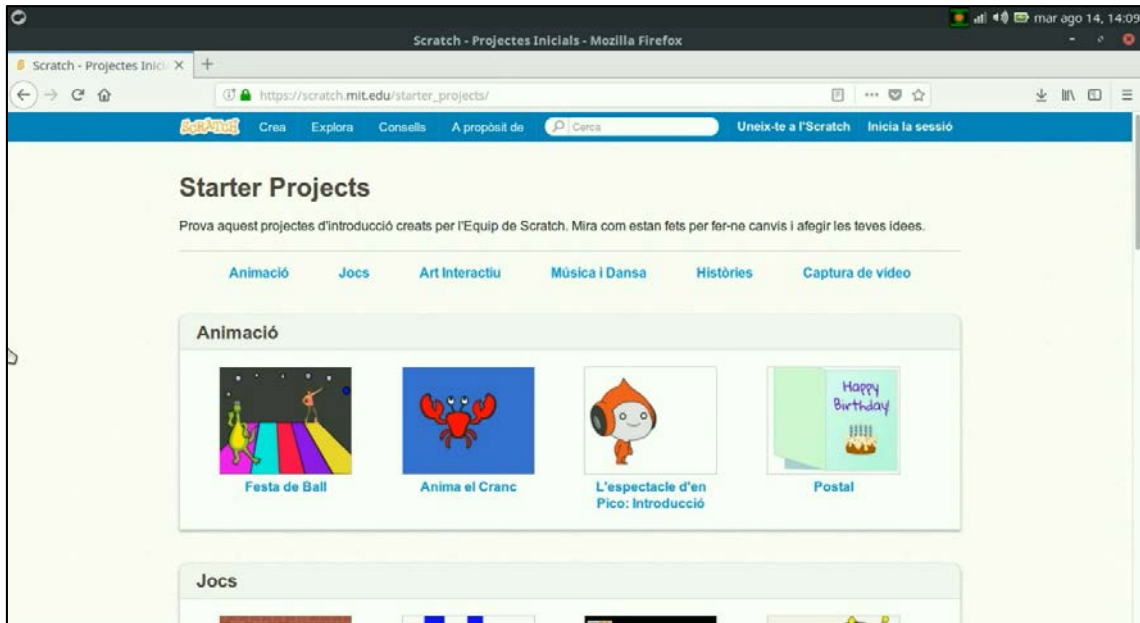 mar ago 14, 14:09
Scratch - Projectes Inicials - Mozilla Firefox
Scratch - Projectes Inici
https://scratch.mit.edu/starter_projects/
SCRATCH Crea Explora Consells A propòsit de Cerca Uneix-te a l'Scratch Inicia la sessió
Starter Projects
Prova aquest projectes d'introducció creats per l'Equip de Scratch. Mira com estan fets per fer-ne canvis i afegir les teves idees.
Animació Jocs Art Interactiu Música i Dansa Històries Captura de vídeo
Animació
Happy
Birthday!
Festa de Ball Anima el Cranc L'espectacle d'en Postal
Pico: Introducció
Jocs